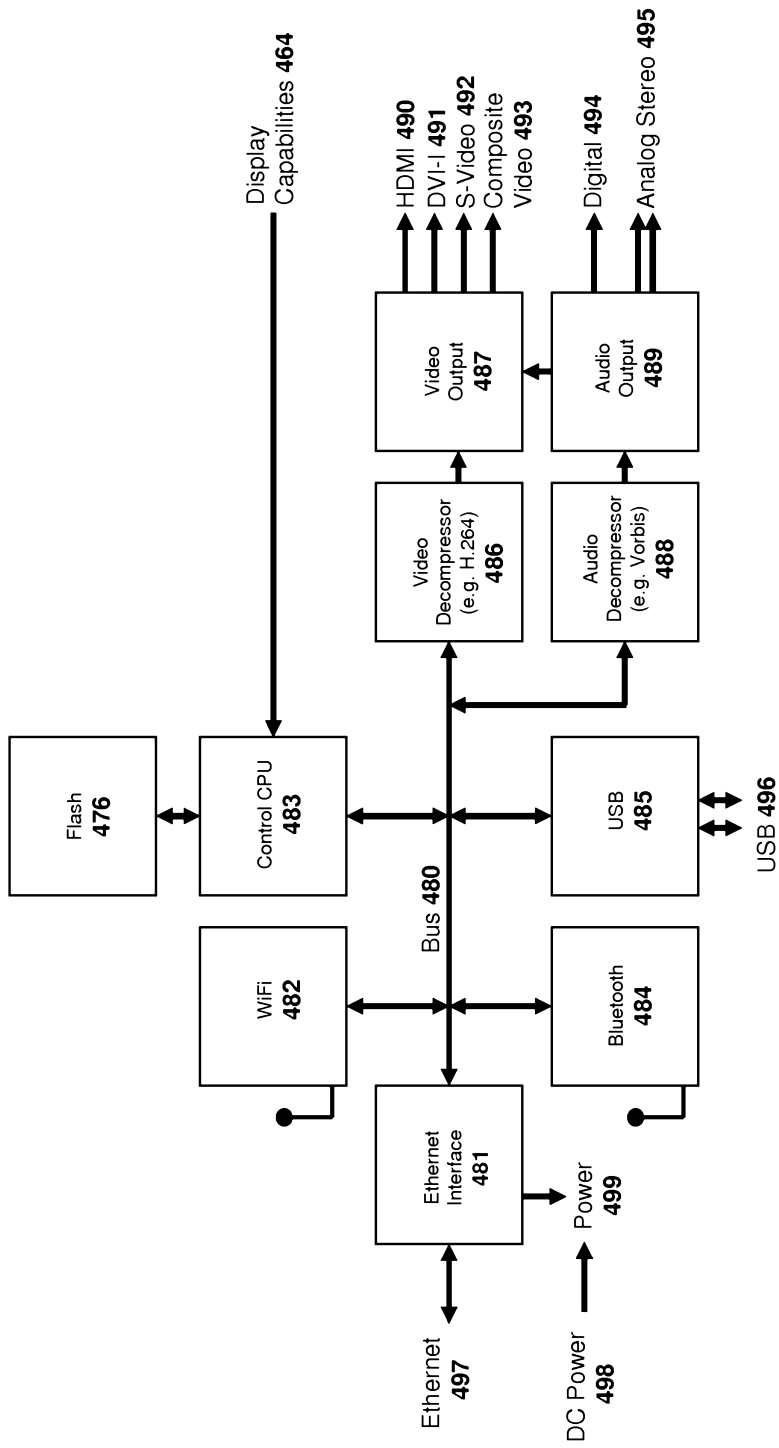 Display
Capabilities 464
Flash
476
Control CPU
483
WiFi
482
HDMI 490
DVI-I 491
S-Video 492
Composite
Video 493
Video
Output
487
Video
Decompressor
(e.g. H.264)
486
Bus 480
Ethernet
Interface
481
Ethernet
497
Digital 494
Analog Stereo 495
Audio
Output
489
Audio
Decompressor
(e.g. Vorbis)
488
USB
485
USB 496
Bluetooth
484
Power
499
DC Power
498